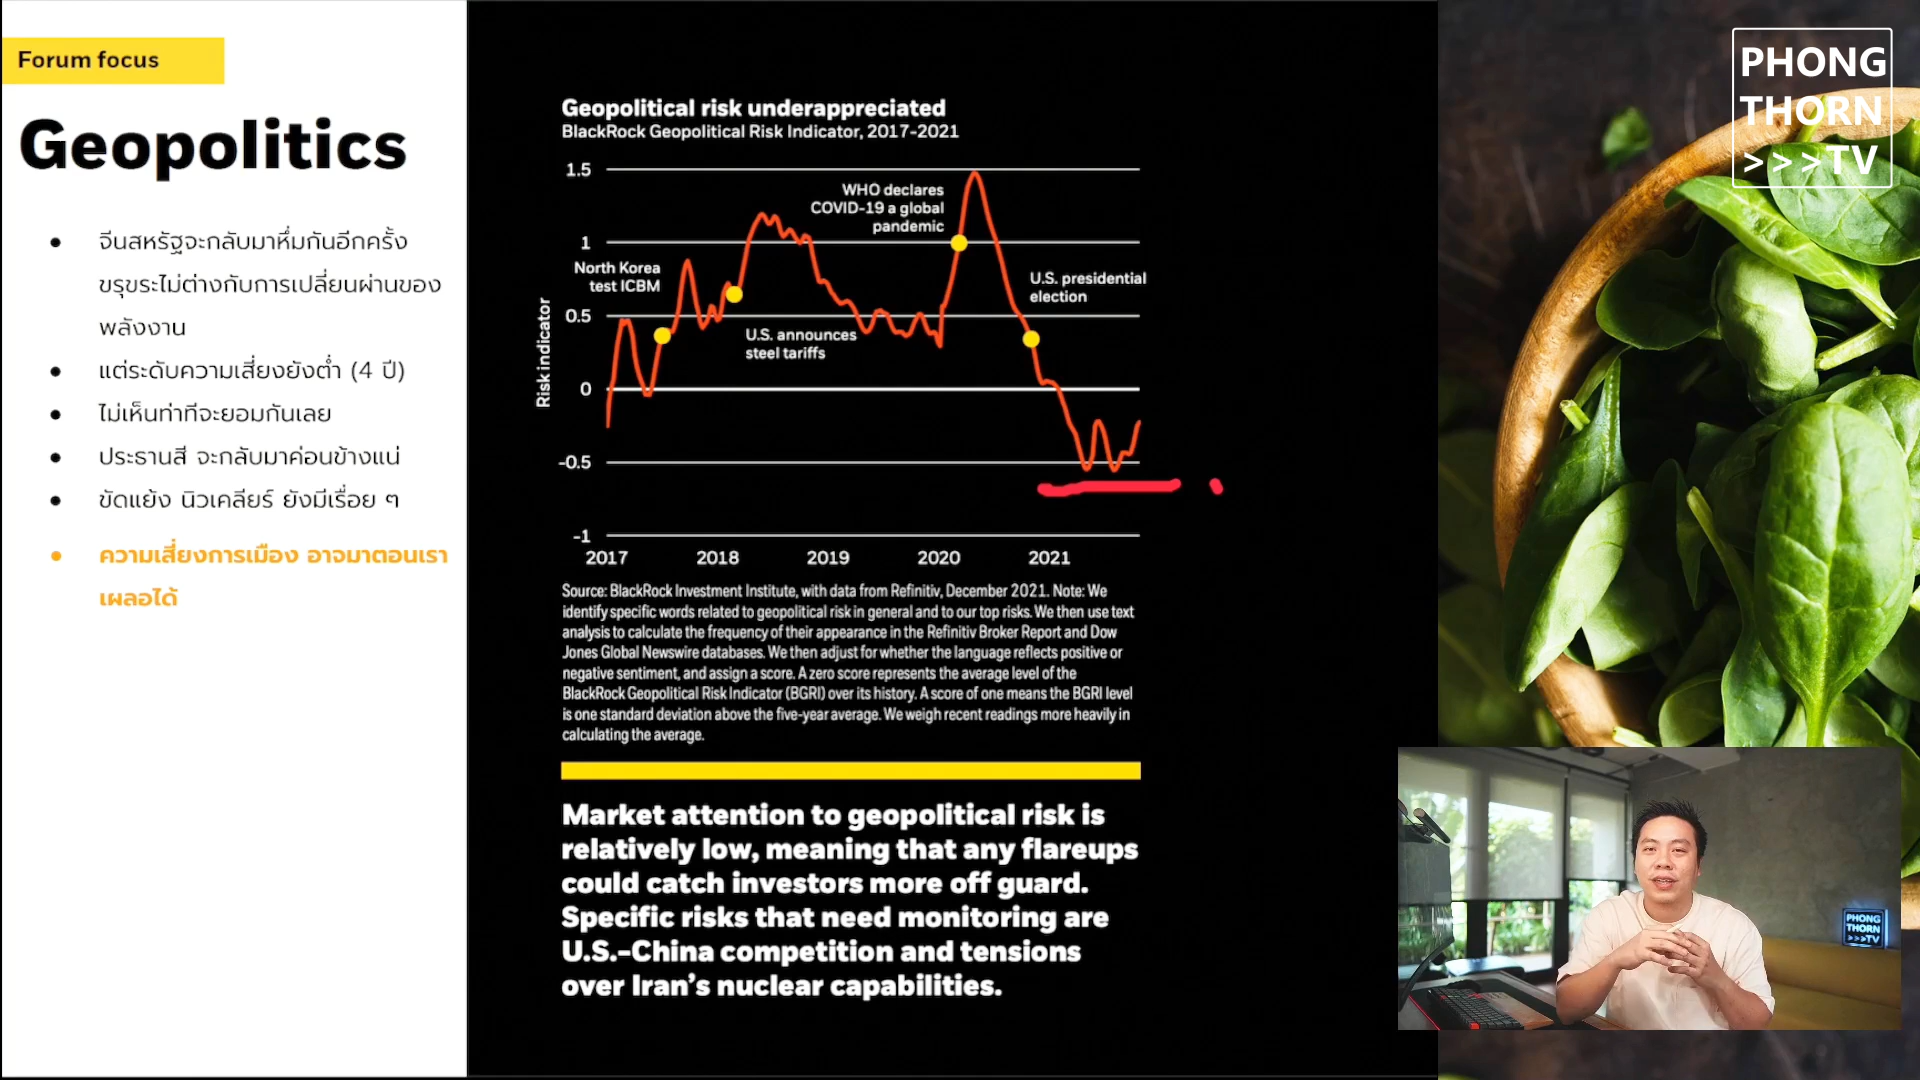 Forum focus
Geopolitics
จีนสหรัฐจะกลับมาหึ่มกันอีกครั้ง
ขรุขระไม่ต่างกับการเปลี่ยนผ่านของ
พลังงาน
แต่ระดับความเสี่ยงยังต่ำ (4 ปี)
ไม่เห็นท่าทีจะยอมกันเลย
ประธานสี จะกลับมาค่อนข้างแน่
ขัดแย้ง นิวเคลียร์ ยังมีเรื่อย ๆ
ความเสี่ยงการเมือง อาจมาตอนเรา
เผลอได้
Geopolitical risk underappreciated
BlackRock Geopolitical Risk Indicator, 2017-2021
Risk indicator
1.5
1
0.5
0
-0.5
-1
2017 2018 2019 2020 2021
North Korea
test ICBM
U.S. announces
steel tariffs
WHO declares
COVID-19 a global
pandemic
U.S. presidential
election
Source: BlackRock Investment Institute, with data from Refinitiv, December 2021. Note: We
identify specific words related to geopolitical risk in general and to our top risks. We then use text
analysis to calculate the frequency of their appearance in the Refinitiv Broker Report and Dow
Jones Global Newswire databases. We then adjust for whether the language reflects positive or
negative sentiment, and assign a score. A zero score represents the average level of the
BlackRock Geopolitical Risk Indicator (BGRI) over its history. A score of one means the BGRI level
is one standard deviation above the five-year average. We weigh recent readings more heavily in
calculating the average.
Market attention to geopolitical risk is
relatively low, meaning that any flareups
could catch investors more off guard.
Specific risks that need monitoring are
U.S.-China competition and tensions
over Iran’s nuclear capabilities.
PHONG
THORN
>>>TV
PHONG
THORN
>>>TV